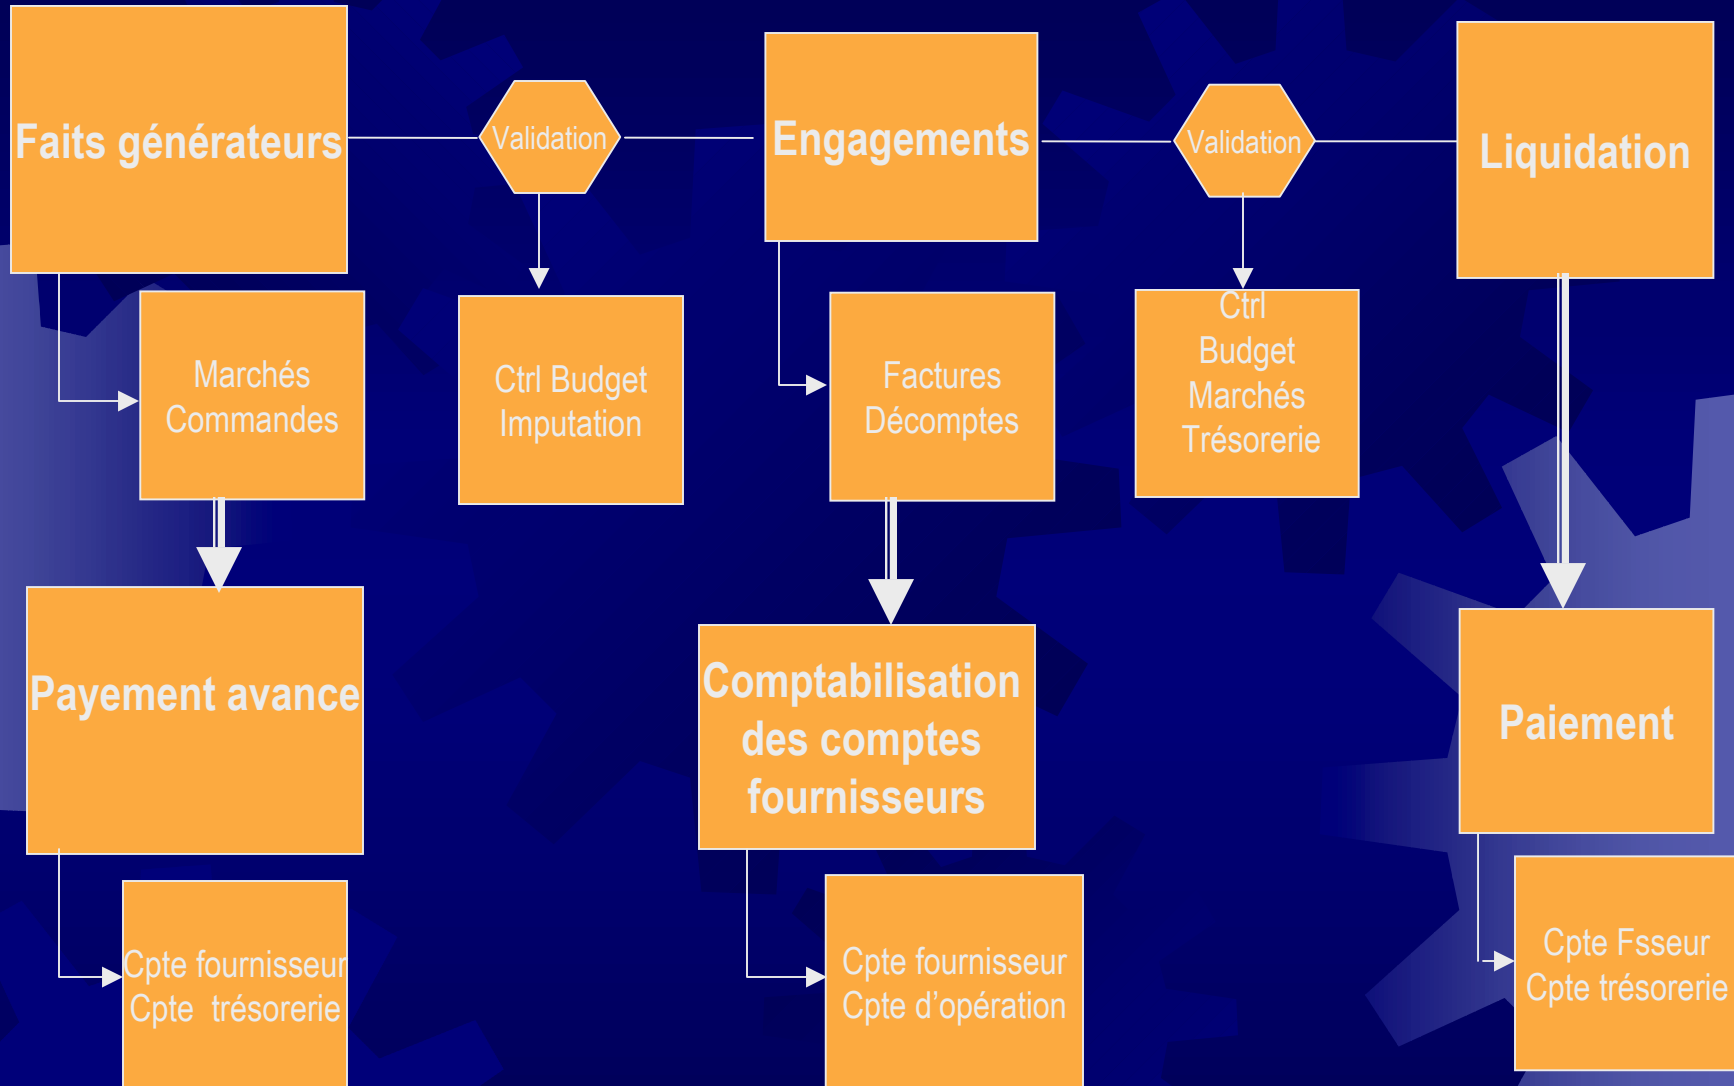 Faits générateurs
Validation
Engagements
Validation
Liquidation
Marchés
Commandes
Ctrl Budget
Imputation
Factures
Décomptes
Ctrl
Budget
Marchés
Trésorerie
Payement avance
Comptabilisation
des comptes
fournisseurs
Paiement
Cpte fournisseur
Cpte trésorerie
Cpte fournisseur
Cpte d’opération
Cpte Fsseur
Cpte trésorerie